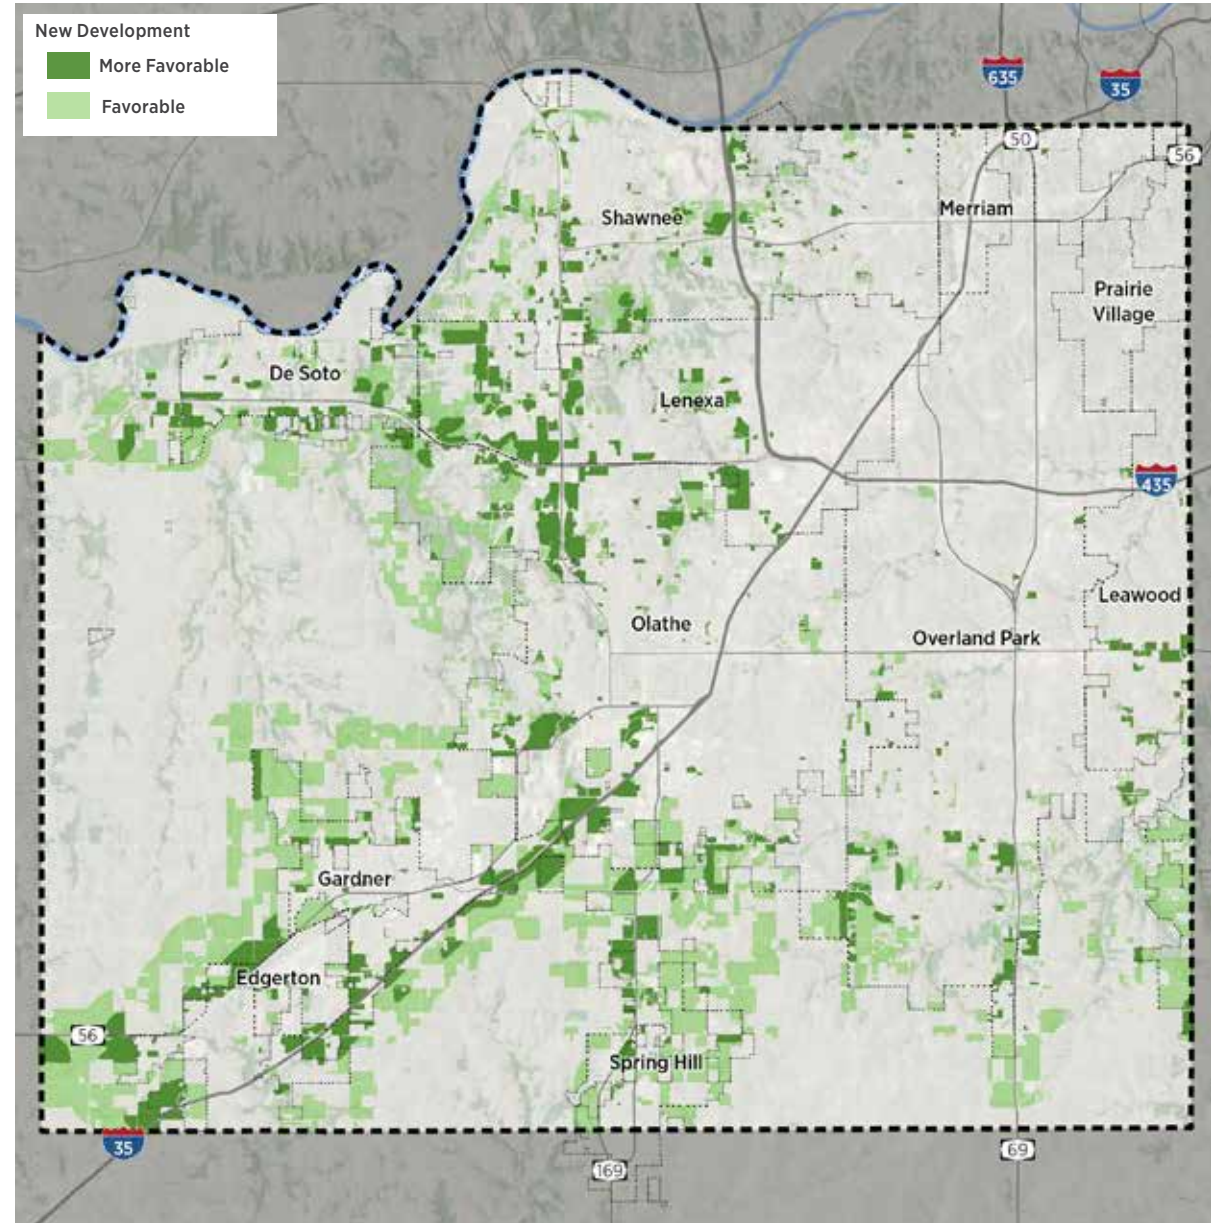 New Development
More Favorable
Favorable
635
35
50
56
Shawnee
Merriam
Prairie
Village
De Soto
Lenexa
435
Leawood
Olathe
Overland Park
Gardner
Edgerton
56
Spring Hill
35
169
69